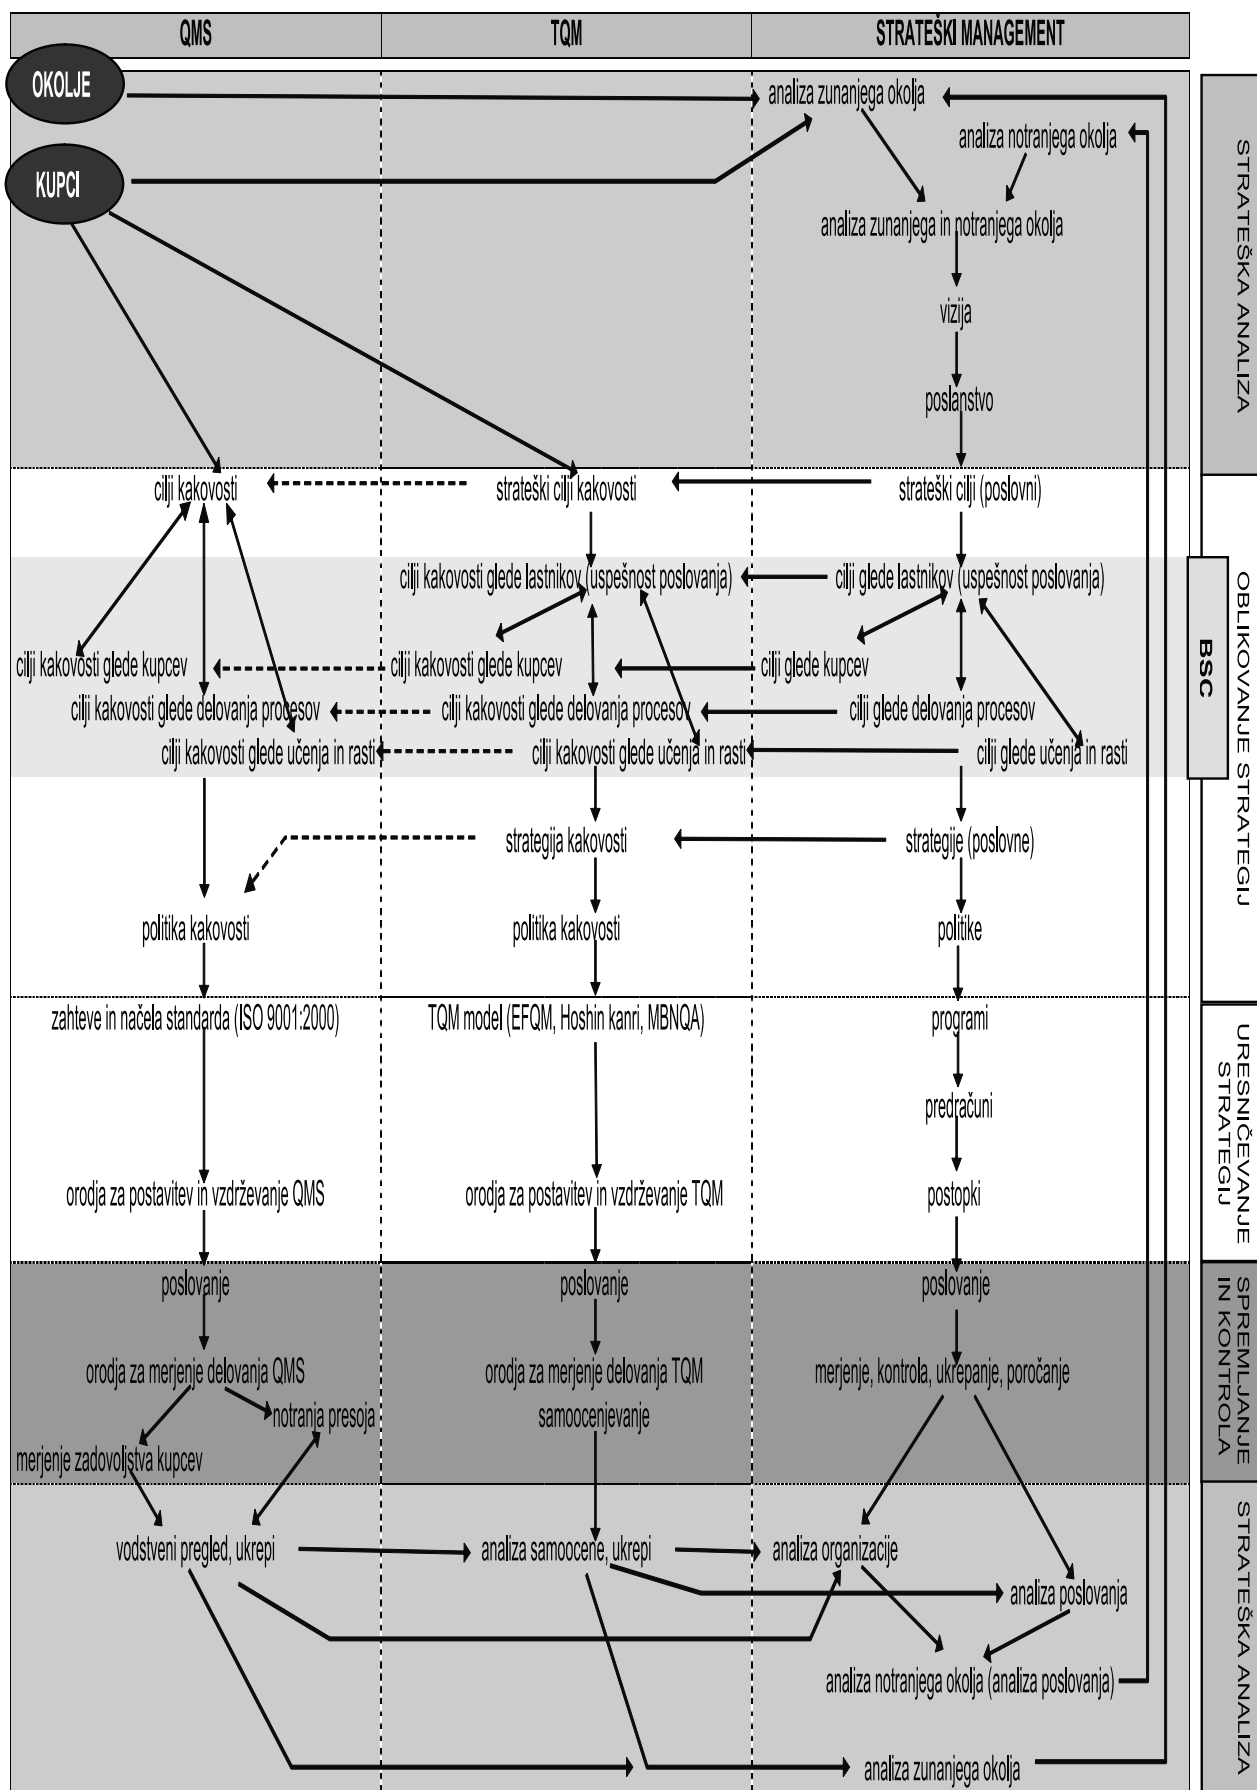 QMS
TQM
STRATEŠKI MANAGEMENT
OKOLJE
analiza zunanjega okolja
analiza notranjega okolja
KUPCI
analiza zunanjega in notranjega okolja
vizija
poslanstvo
STRATEŠKA ANALIZA
cilji kakovosti
strateški cilji kakovosti
strateški cilji (poslovni)
cilji kakovosti glede lastnikov (uspešnost poslovanja)
cilji glede lastnikov (uspešnost poslovanja)
cilji kakovosti glede kupcev
cilji kakovosti glede kupcev
cilji glede kupcev
cilji kakovosti glede delovanja procesov
cilji kakovosti glede delovanja procesov
cilji glede delovanja procesov
cilji kakovosti glede učenja in rasti
cilji kakovosti glede učenja in rasti
cilji glede učenja in rasti
BSC
OBLIKOVANJE STRATEGIJ
strategija kakovosti
strategije (poslovne)
politika kakovosti
politika kakovosti
politike
zahteve in načela standarda (ISO 9001:2000)
TQM model (EFQM, Hoshin kanri, MBNQA)
programi
predračuni
orodja za postavitev in vzdrževanje QMS
orodja za postavitev in vzdrževanje TQM
postopki
URESNIČEVANJE
STRATEGIJ
poslovanje
poslovanje
poslovanje
orodja za merjenje delovanja QMS
orodja za merjenje delovanja TQM
merjenje, kontrola, ukrepanje, poročanje
notranja presoja
samoocenjevanje
merjenje zadovoljstva kupcev
SPREMLJANJE
IN KONTROLA
vodstveni pregled, ukrepi
analiza samoocene, ukrepi
analiza organizacije
analiza poslovanja
analiza notranjega okolja (analiza poslovanja)
analiza zunanjega okolja
STRATEŠKA ANALIZA